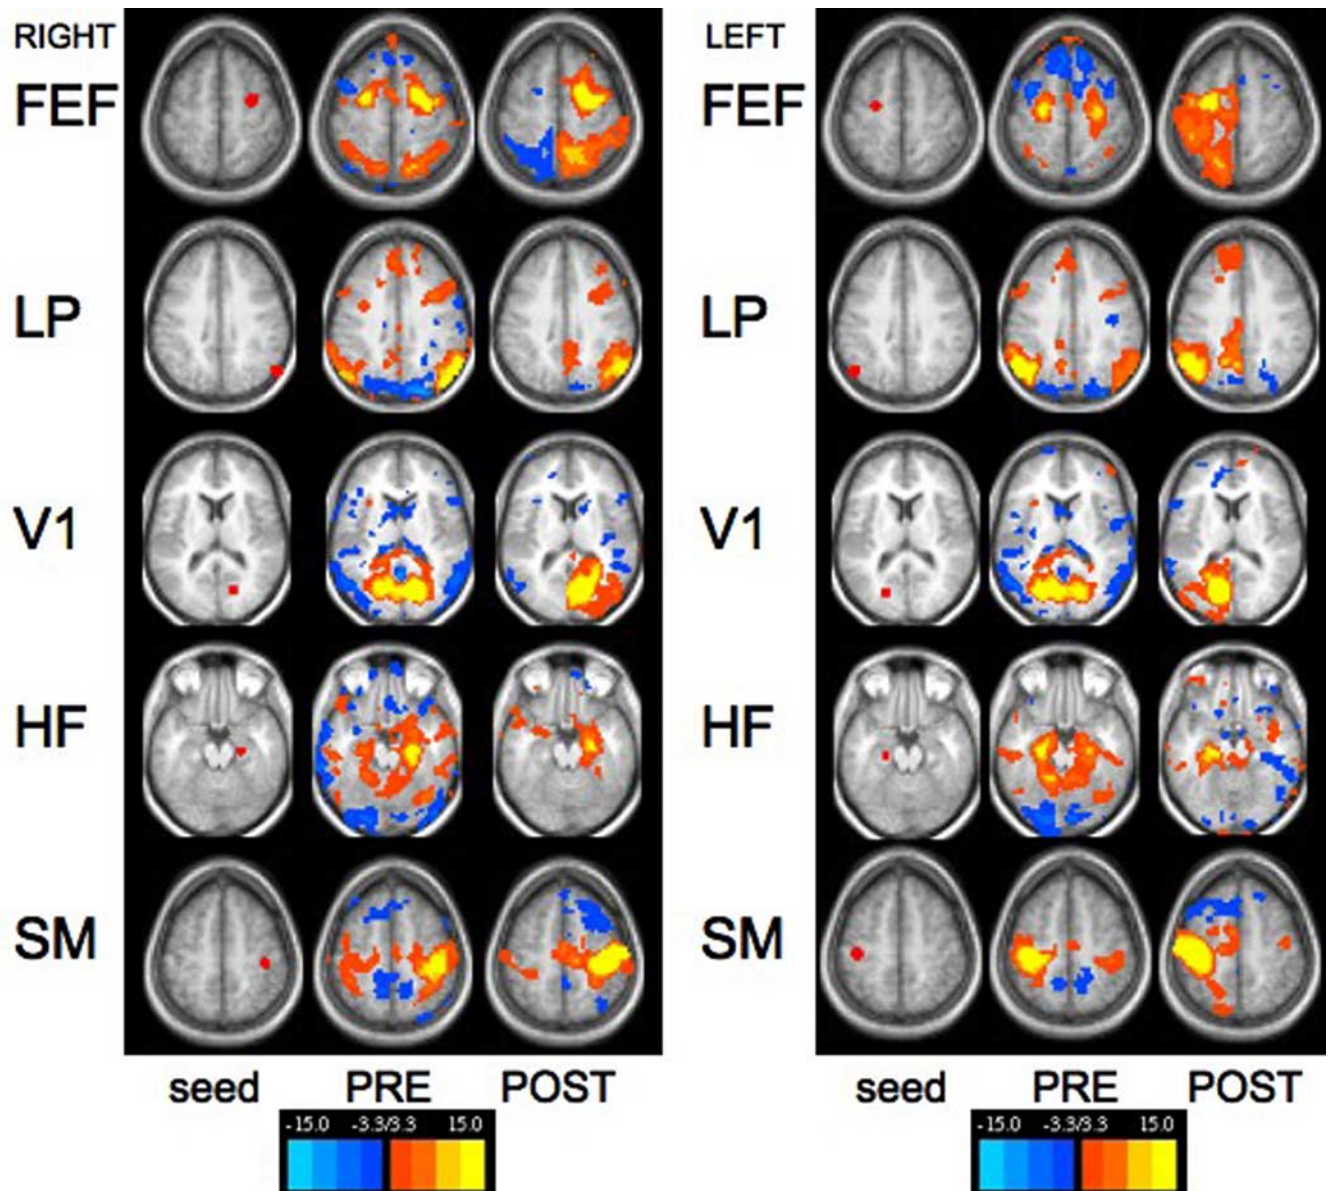 RIGHT
FEF
LP
V1
HF
SM
seed PRE POST
-15.0 -3.3/3.3 15.0
LEFT
FEF
LP
V1
HF
SM
seed PRE POST
-15.0 -3.3/3.3 15.0